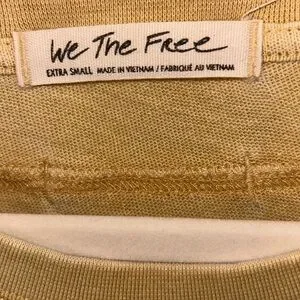 We The Free
EXTRA SMALL MADE IN VIETNAM / FABRIQUÉ AU VIETNAM